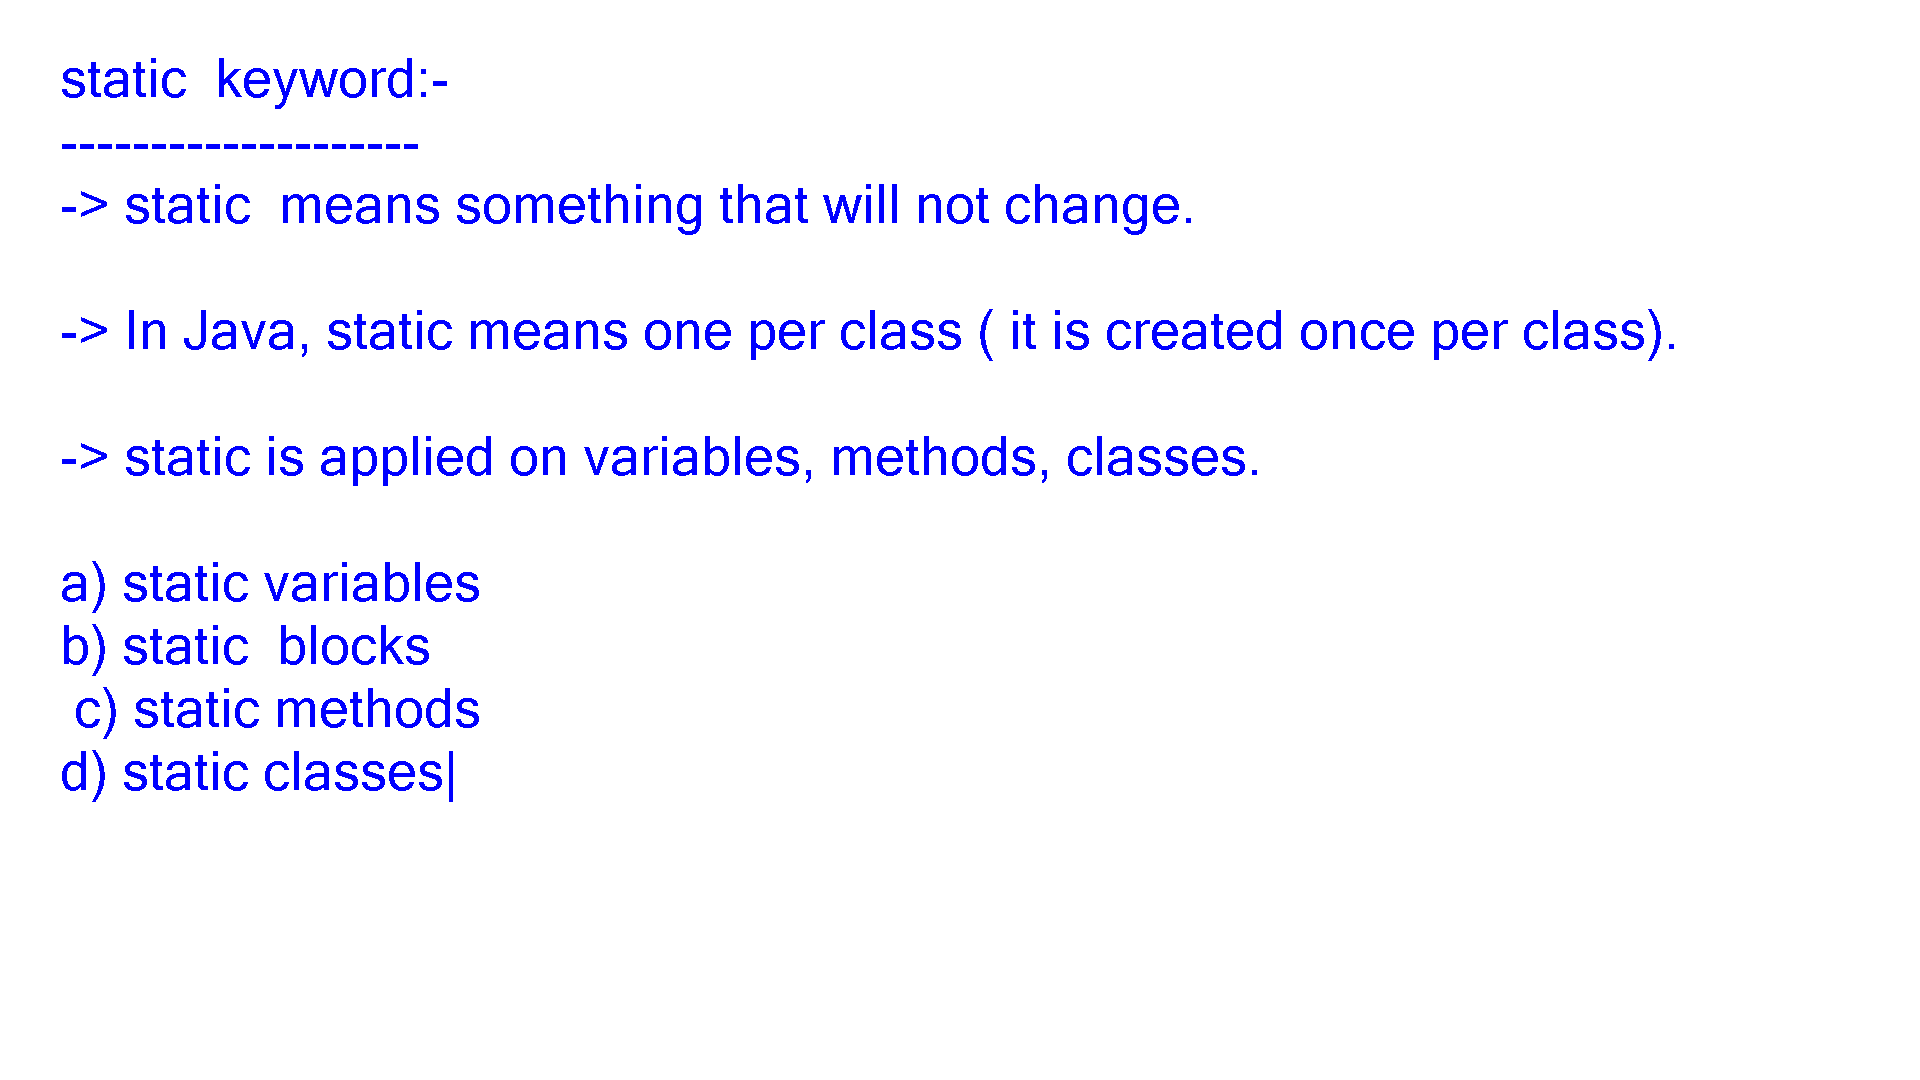 static  keyword:-
--------------------
-> static  means something that will not change.
-> In Java, static means one per class ( it is created once per class).
-> static is applied on variables, methods, classes.
a) static variables
b) static  blocks
 c) static methods
d) static classes|